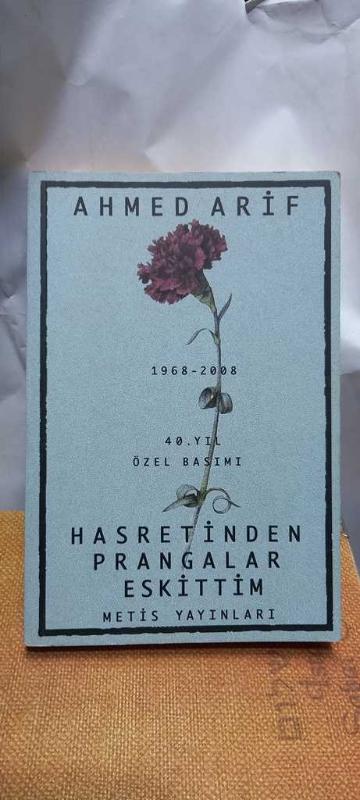 AHMED ARİF
1968-2008
40.YIL
ÖZEL BASIMI
HASRETİNDEN
PRANGALAR
ESKİTTİM
METİS YAYINLARI